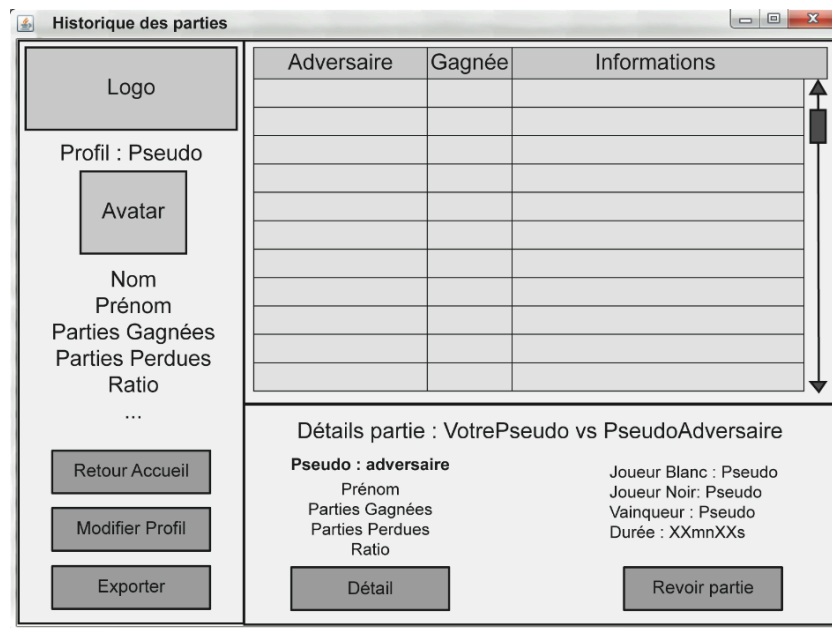 Historique des parties
Logo
Profil : Pseudo
Avatar
Nom
Prénom
Parties Gagnées
Parties Perdues
Ratio
...
Retour Accueil
Modifier Profil
Exporter
Adversaire Gagnée Informations
Détails partie : VotrePseudo vs PseudoAdversaire
Pseudo : adversaire
Prénom
Parties Gagnées
Parties Perdues
Ratio
Détail
Joueur Blanc : Pseudo
Joueur Noir: Pseudo
Vainqueur : Pseudo
Durée : XXmnXXs
Revoir partie